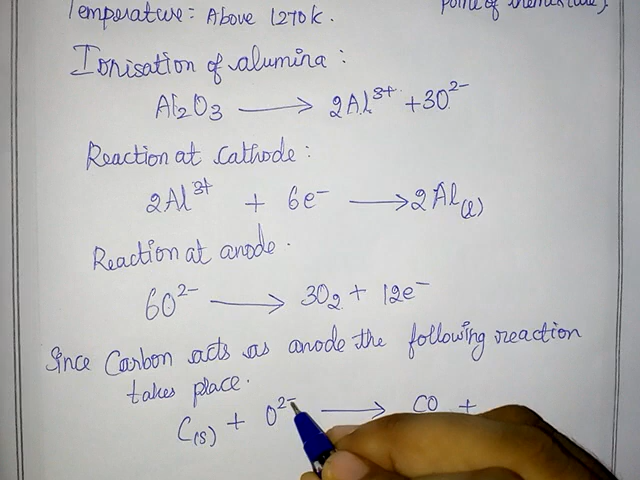 Temperature: Above 1270k.
Ionisation of alumina:
Al2O3 → 2Al³⁺ + 3O²⁻
Reaction at Cathode:
2Al³⁺ + 6e⁻ → 2Al(l)
Reaction at anode.
6O²⁻ → 3O2 + 12e⁻
Since Carbon acts as anode the following reaction
takes place.
C(s) + O²⁻ → CO +